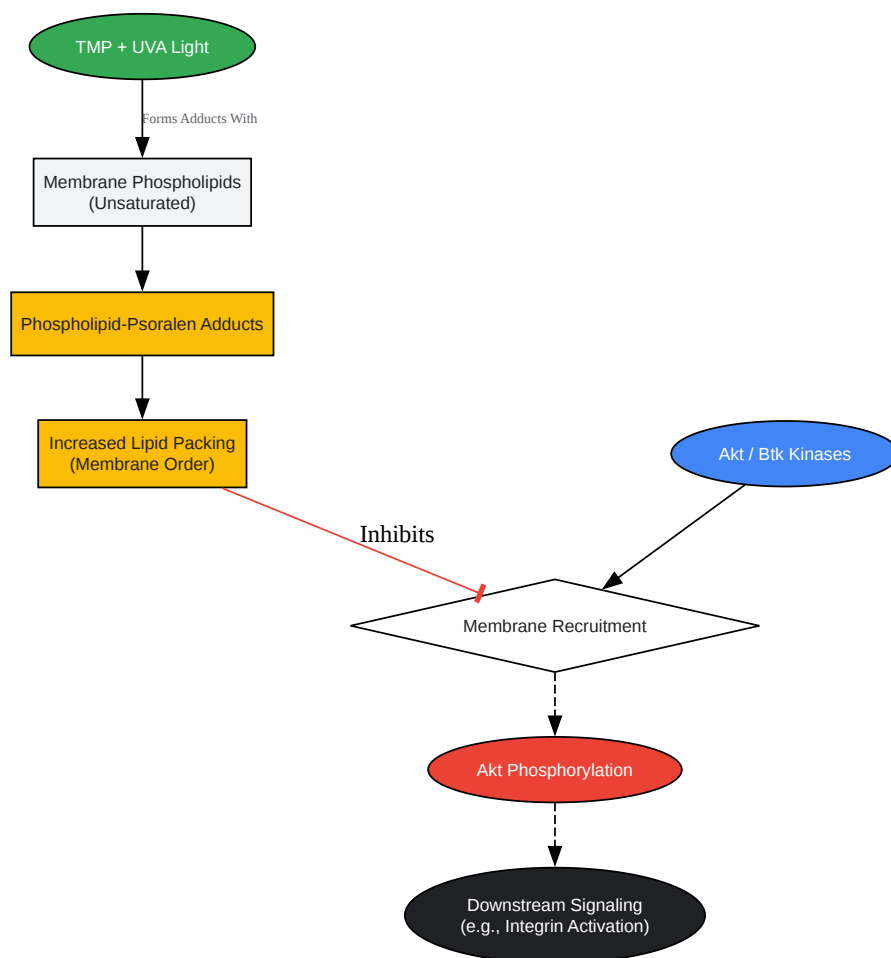 TMP + UVA Light
Forms Adducts With
Membrane Phospholipids
(Unsaturated)
Phospholipid-Psoralen Adducts
Increased Lipid Packing
(Membrane Order)
Akt / Btk Kinases
Inhibits
Membrane Recruitment
Akt Phosphorylation
Downstream Signaling
(e.g., Integrin Activation)